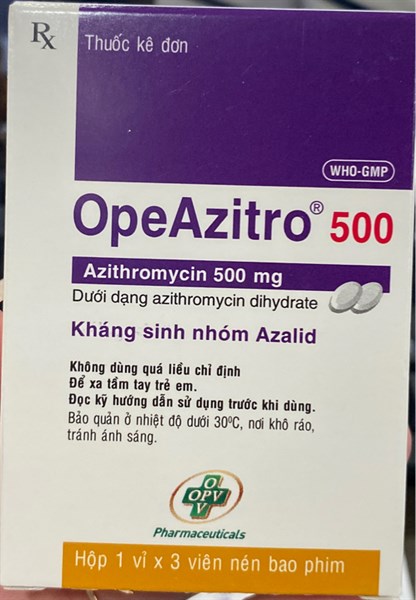 Rx Thuốc kê đơn
WHO-GMP
OpeAzitro® 500
Azithromycin 500 mg
Dưới dạng azithromycin dihydrate
Kháng sinh nhóm Azalid
Không dùng quá liều chỉ định
Để xa tầm tay trẻ em.
Đọc kỹ hướng dẫn sử dụng trước khi dùng.
Bảo quản ở nhiệt độ dưới 30ºC, nơi khô ráo,
tránh ánh sáng.
O
OPV
V
Pharmaceuticals
Hộp 1 vỉ x 3 viên nén bao phim